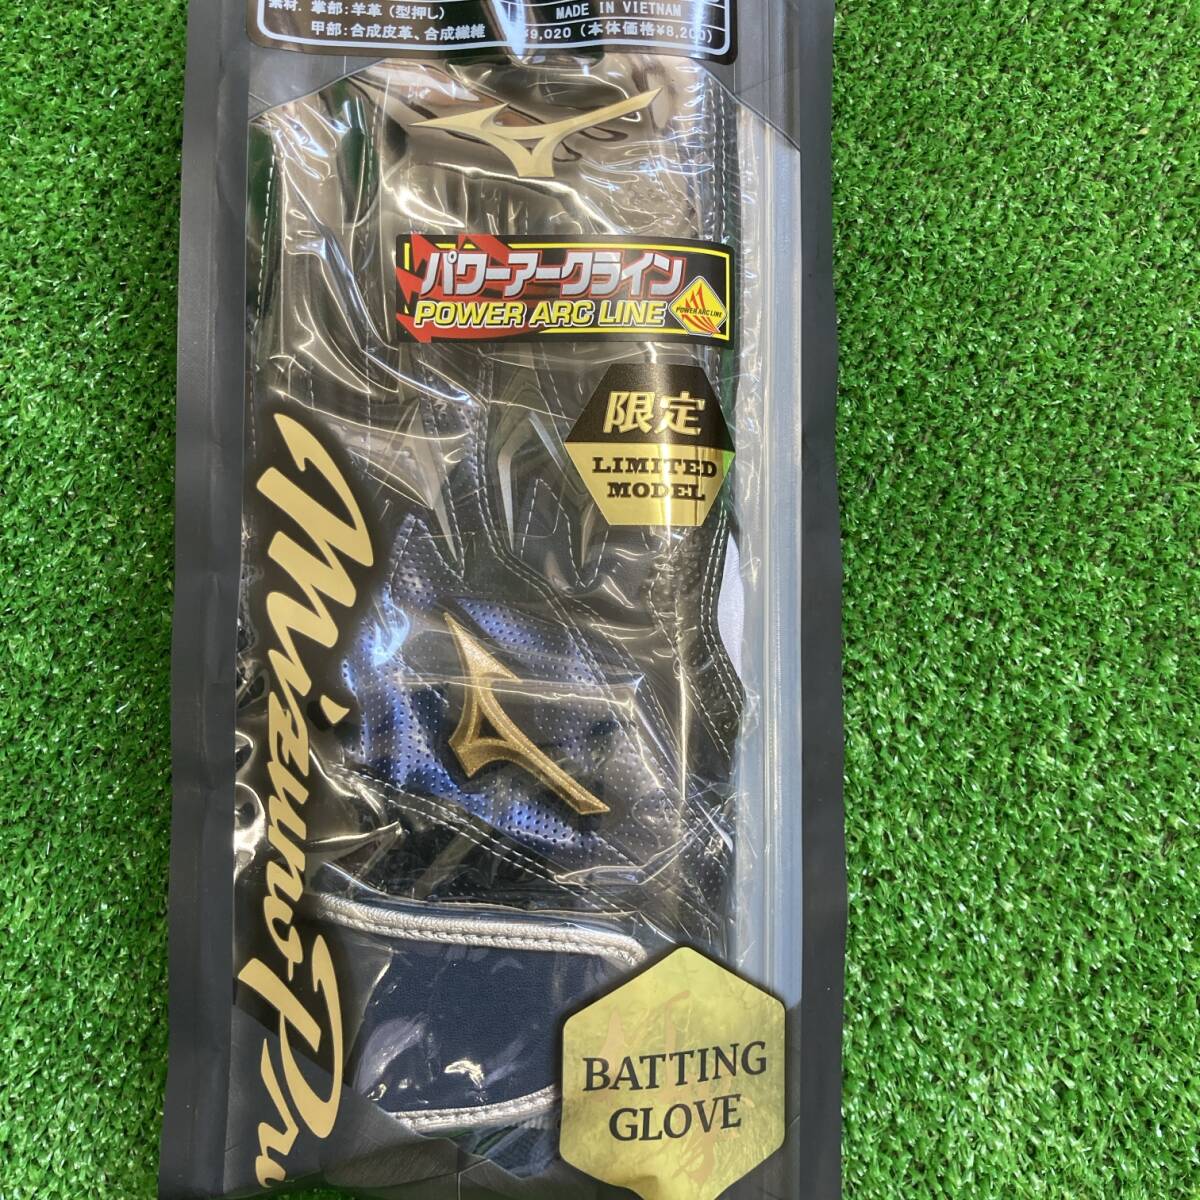 素材. 掌部:羊革(型押し)
甲部:合成皮革、合成繊維
MADE IN VIETNAM
¥9,020(本体価格¥8,200)
パワーアークライン
POWER ARC LINE
POWER ARC LINE
限定
LIMITED
MODEL
Mizuno Pro
BATTING
GLOVE